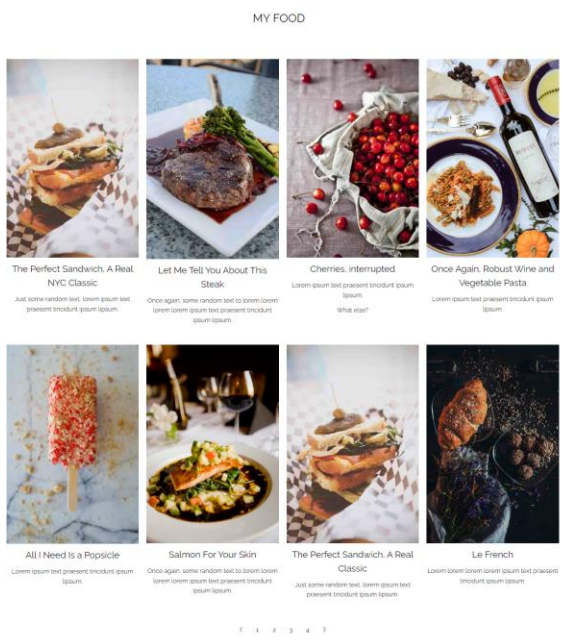 MY FOOD
The Perfect Sandwich, A Real
NYC Classic
Just some random text, lorem ipsum text
praesent tincidunt ipsum lipsum.
Let Me Tell You About This
Steak
Once again, some random text to lorem lorem
lorem lorem ipsum text praesent tincidunt
ipsum lipsum.
Cherries, interrupted
Lorem ipsum text praesent tincidunt ipsum
lipsum.
What else?
Once Again, Robust Wine and
Vegetable Pasta
Lorem ipsum text praesent tincidunt ipsum
lipsum.
All I Need Is a Popsicle
Lorem ipsum text praesent tincidunt ipsum
lipsum.
Salmon For Your Skin
Once again, some random text to lorem lorem
lorem lorem ipsum text praesent tincidunt
ipsum lipsum.
The Perfect Sandwich, A Real
Classic
Just some random text, lorem ipsum text
praesent tincidunt ipsum lipsum.
Le French
Lorem lorem ipsum text praesent
tincidunt ipsum lipsum.
< 1 2 3 4 >